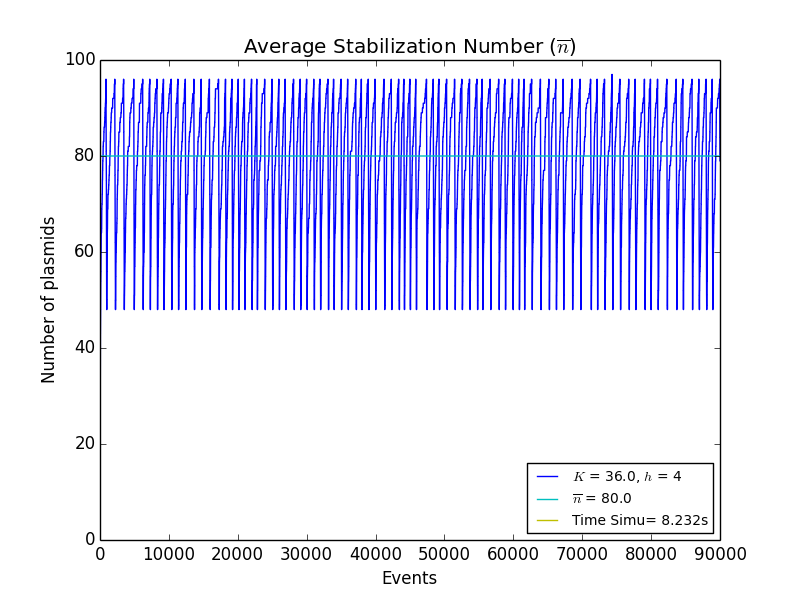 Average Stabilization Number (n̅)
100
80
60
40
20
0
Number of plasmids
0 10000 20000 30000 40000 50000 60000 70000 80000 90000
Events
K = 36.0, h = 4
n̅ = 80.0
Time Simu= 8.232s